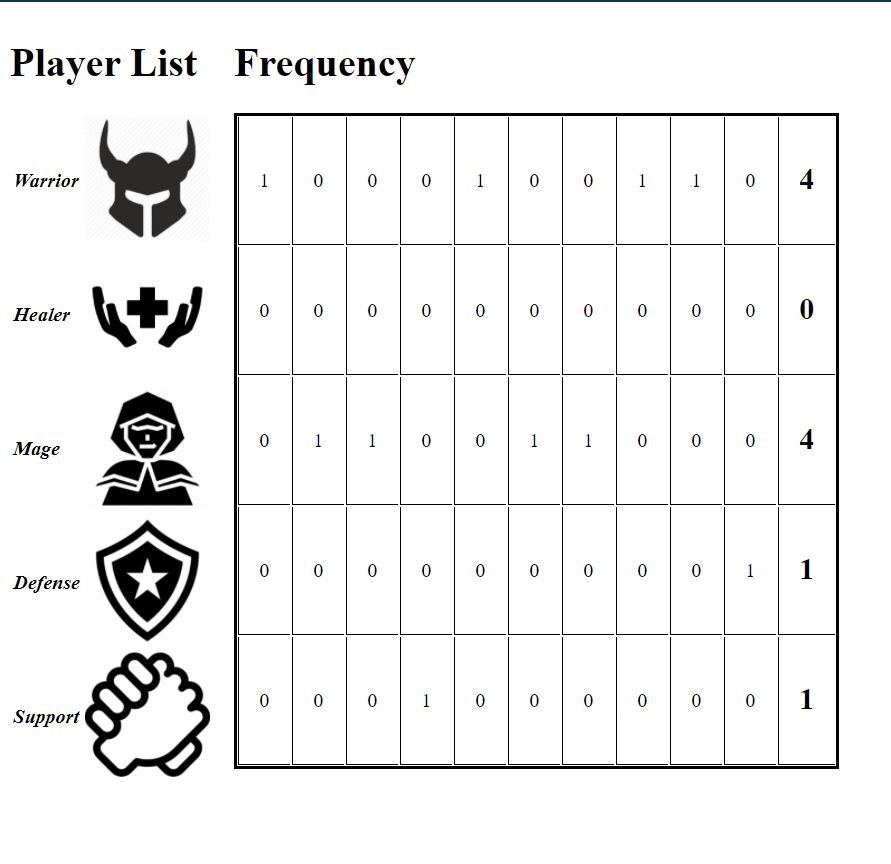 Player List Frequency
Warrior 1 0 0 0 1 0 0 1 1 0 4
Healer 0 0 0 0 0 0 0 0 0 0 0
Mage 0 1 1 0 0 1 1 0 0 0 4
Defense 0 0 0 0 0 0 0 0 0 1 1
Support 0 0 0 1 0 0 0 0 0 0 1